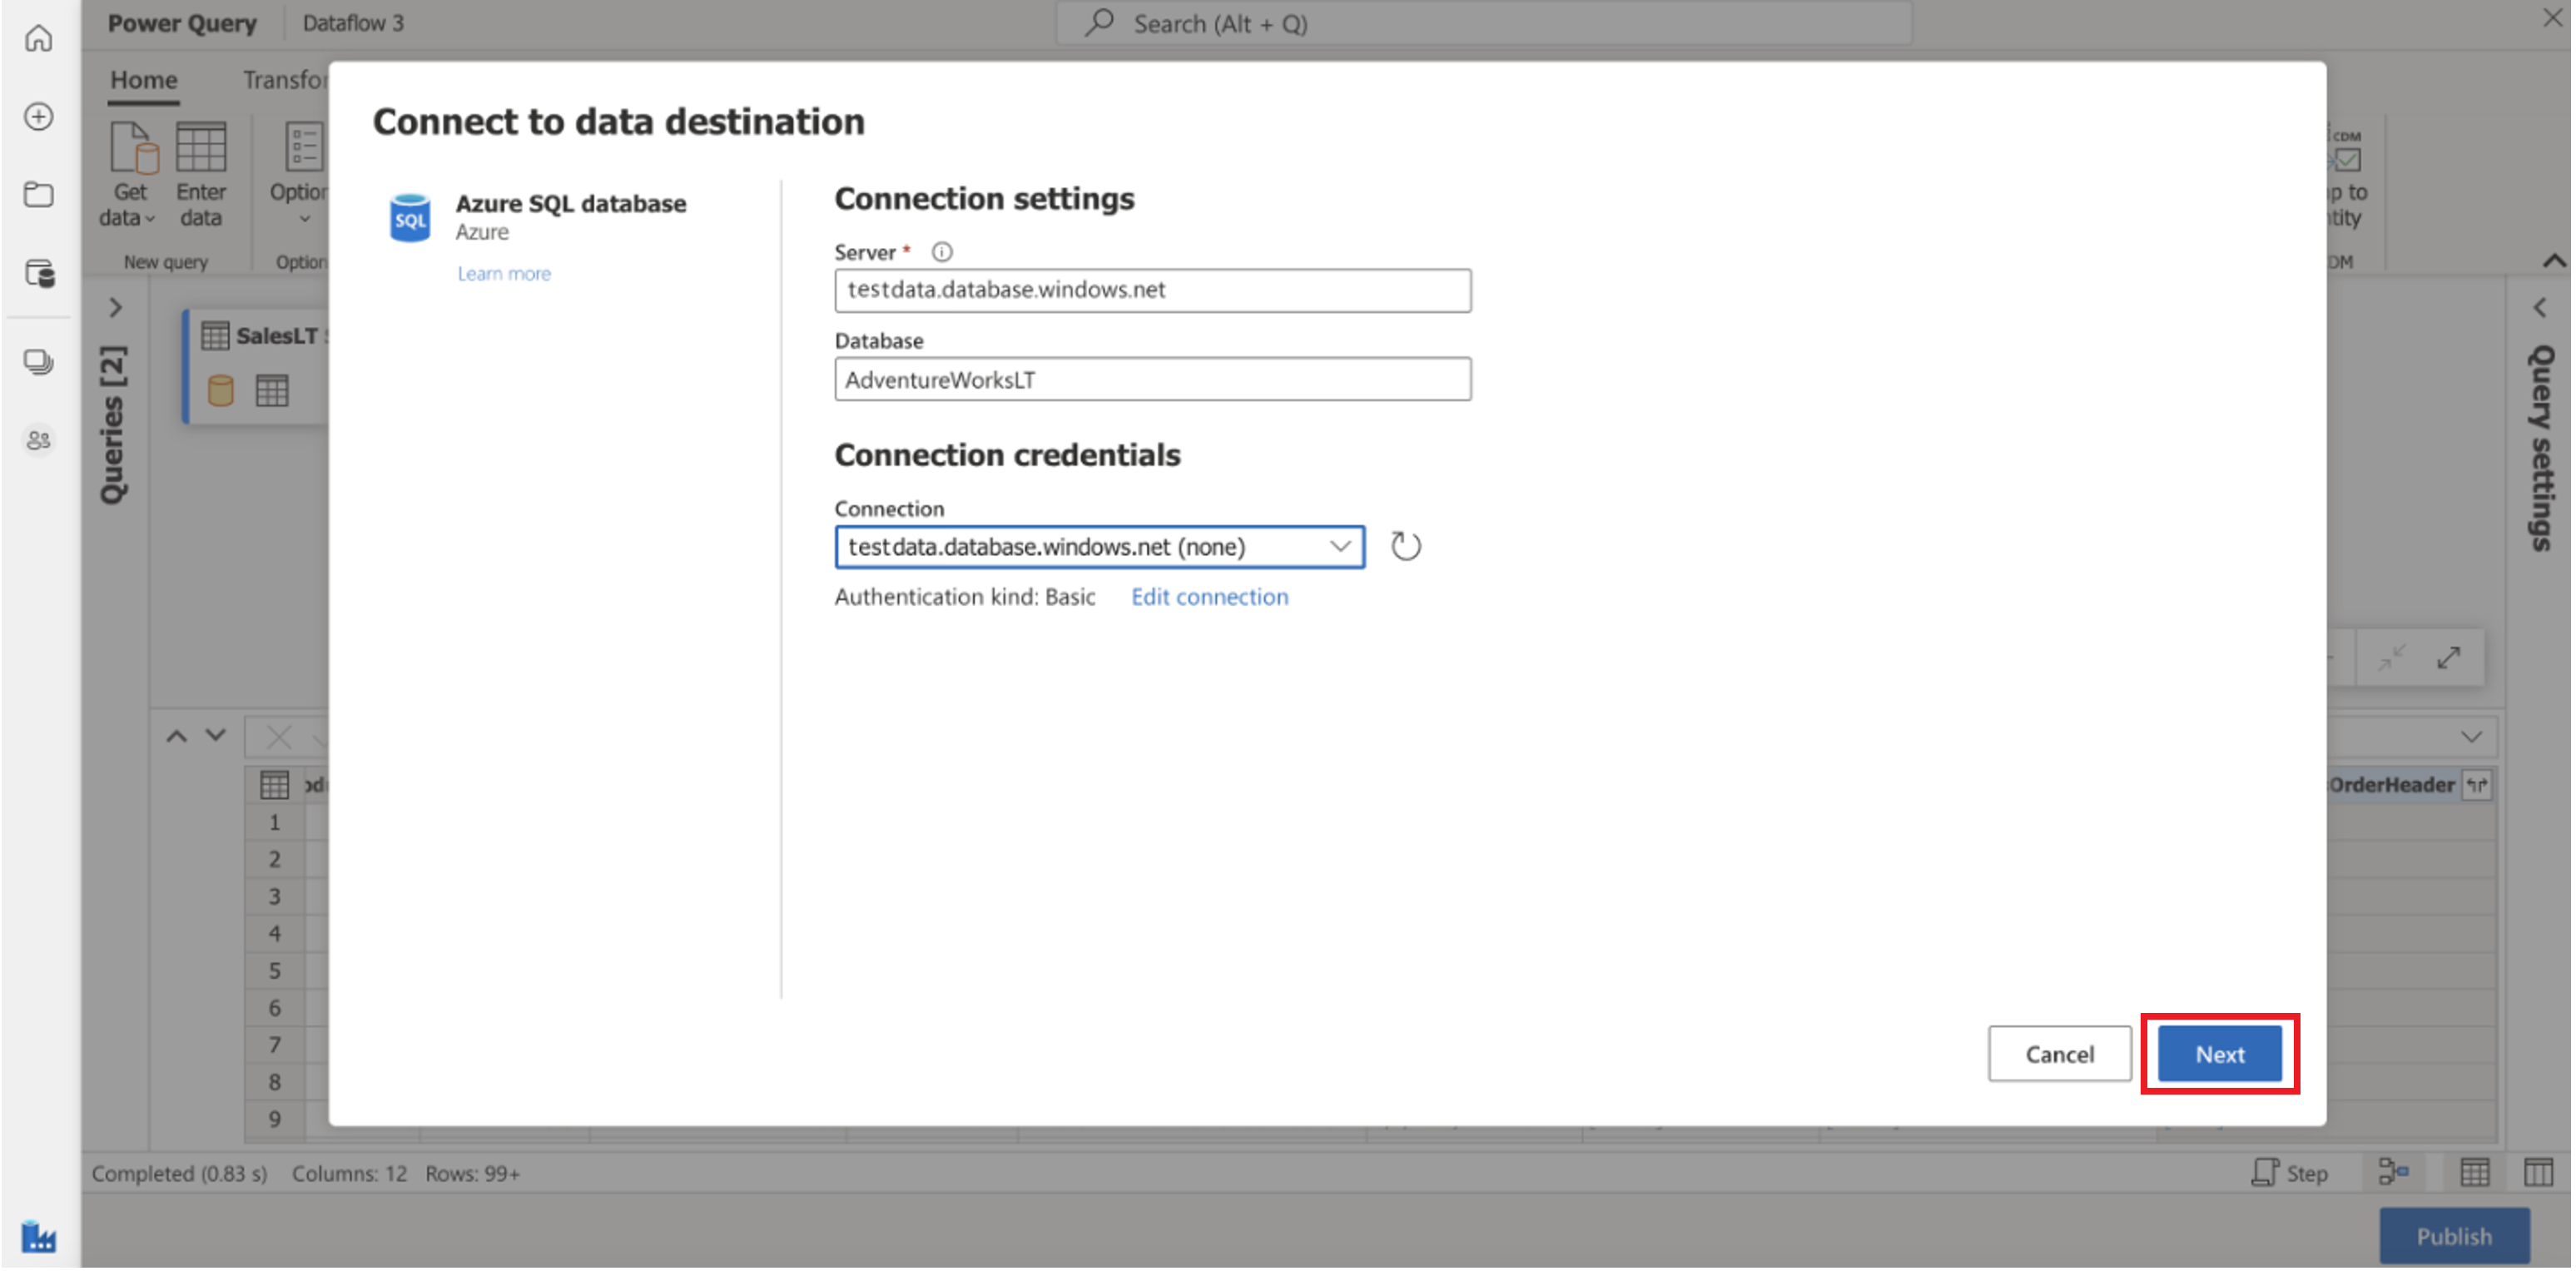 Power Query
Dataflow 3
Search (Alt + Q)
Home
Transfor
Get data
Enter data
Option
New query
Option
CDM
p to
tity
DM
Queries [2]
SalesLT
Query settings
Connect to data destination
SQL
Azure SQL database
Azure
Learn more
Connection settings
Server *
testdata.database.windows.net
Database
AdventureWorksLT
Connection credentials
Connection
testdata.database.windows.net (none)
Authentication kind: Basic
Edit connection
Cancel
Next
OrderHeader
1
2
3
4
5
6
7
8
9
Completed (0.83 s)
Columns: 12
Rows: 99+
Step
Publish